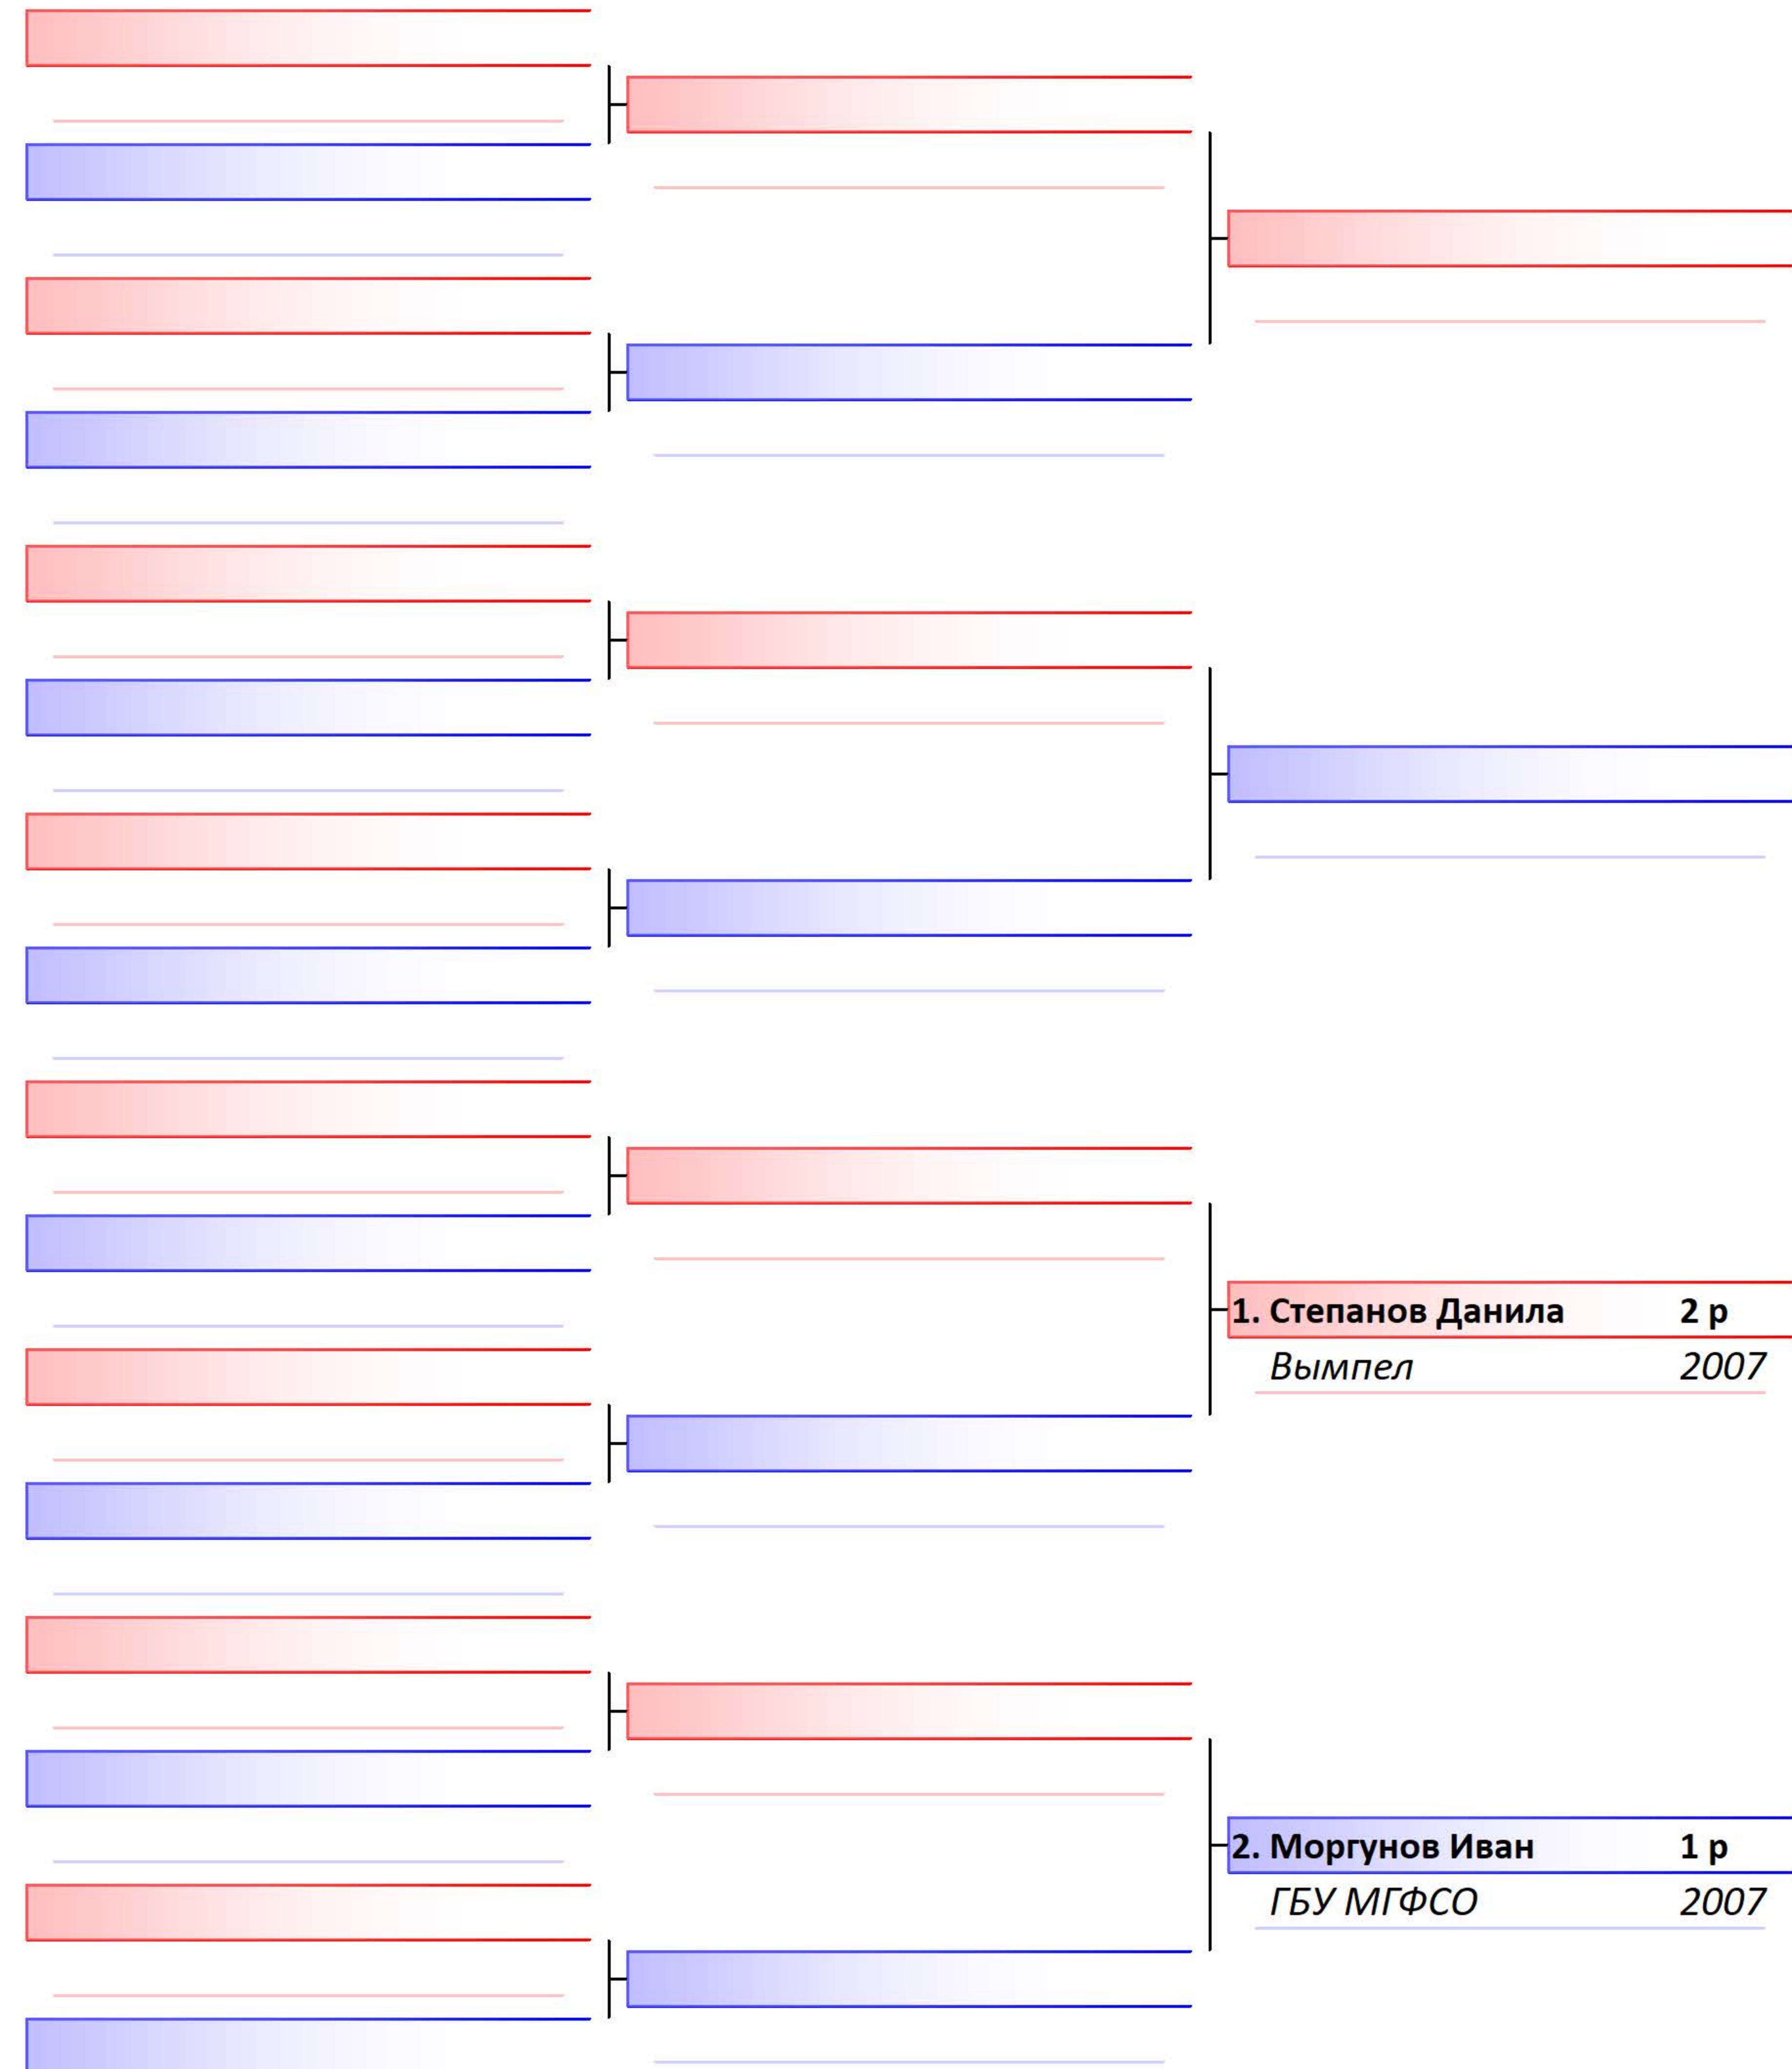 1. Степанов Данила 2 р
Вымпел 2007
2. Моргунов Иван 1 р
ГБУ МГФСО 2007